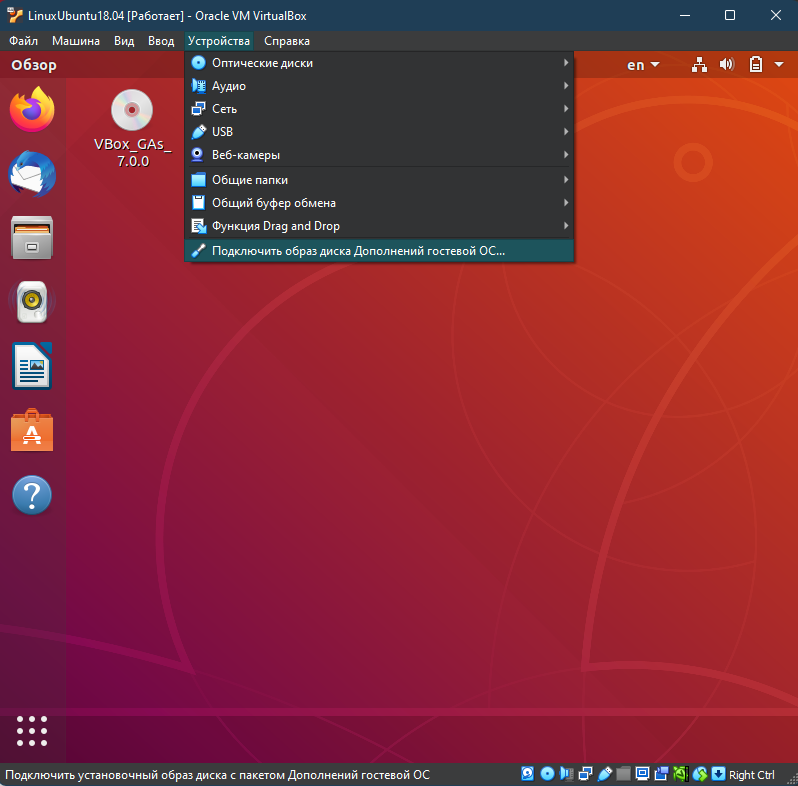 LinuxUbuntu18.04 [Работает] - Oracle VM VirtualBox
Файл Машина Вид Ввод Устройства Справка
Обзор
en
Оптические диски
Аудио
Сеть
USB
Веб-камеры
Общие папки
Общий буфер обмена
Функция Drag and Drop
Подключить образ диска Дополнений гостевой ОС...
VBox_GAs_
7.0.0
Подключить установочный образ диска с пакетом Дополнений гостевой ОС
Right Ctrl